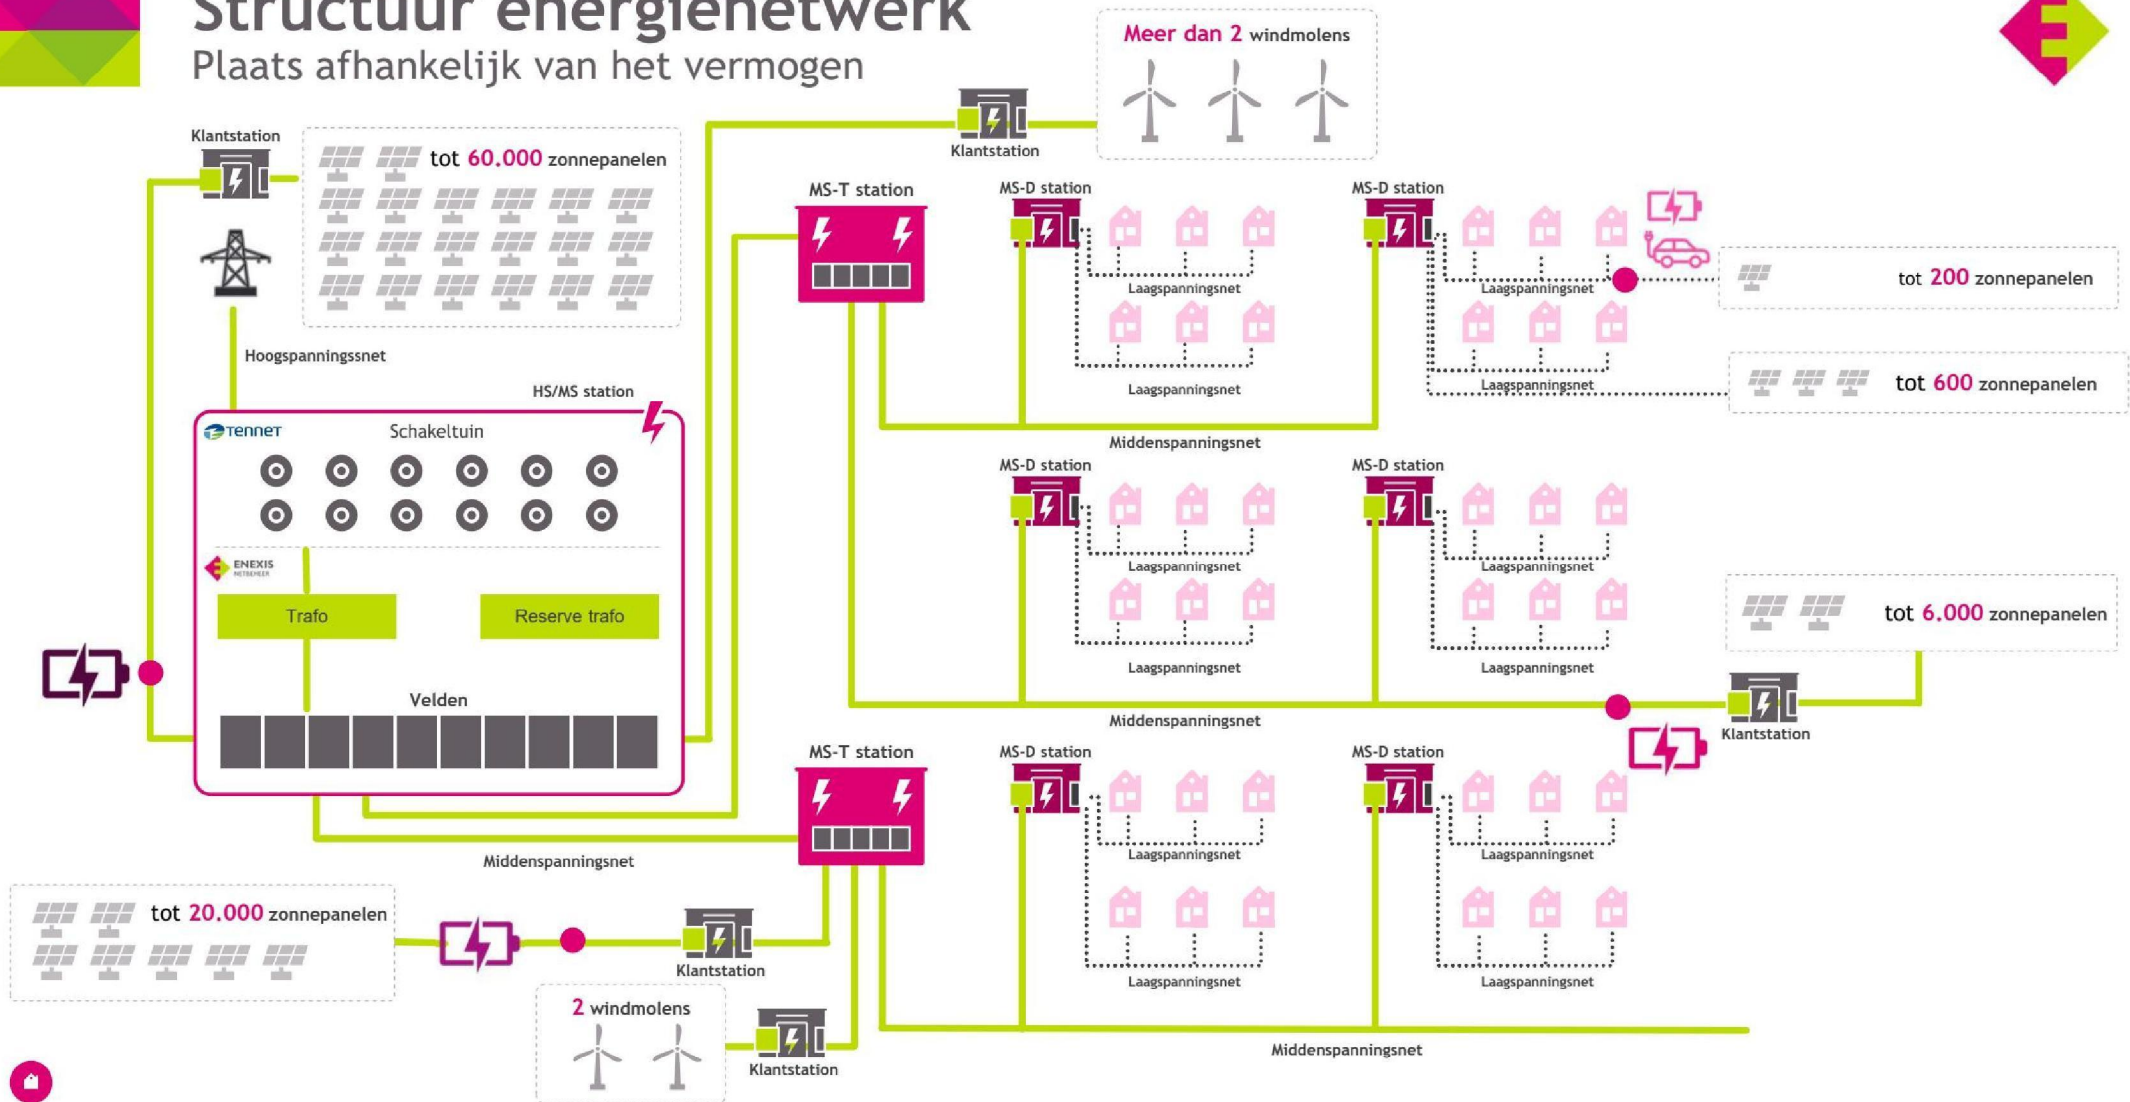 Structuur energienetwerk
Plaats afhankelijk van het vermogen
Meer dan 2 windmolens
Klantstation
Klantstation
tot 60.000 zonnepanelen
MS-T station
MS-D station
MS-D station
Laagspanningsnet
Laagspanningsnet
tot 200 zonnepanelen
Hoogspanningssnet
Laagspanningsnet
Laagspanningsnet
tot 600 zonnepanelen
HS/MS station
TENNET
Schakeltuin
Middenspanningsnet
MS-D station
MS-D station
ENEXIS
NETBEHEER
Laagspanningsnet
Laagspanningsnet
Trafo
Reserve trafo
tot 6.000 zonnepanelen
Laagspanningsnet
Laagspanningsnet
Velden
Middenspanningsnet
Klantstation
MS-T station
MS-D station
MS-D station
Middenspanningsnet
Laagspanningsnet
Laagspanningsnet
tot 20.000 zonnepanelen
Klantstation
Laagspanningsnet
Laagspanningsnet
2 windmolens
Klantstation
Middenspanningsnet